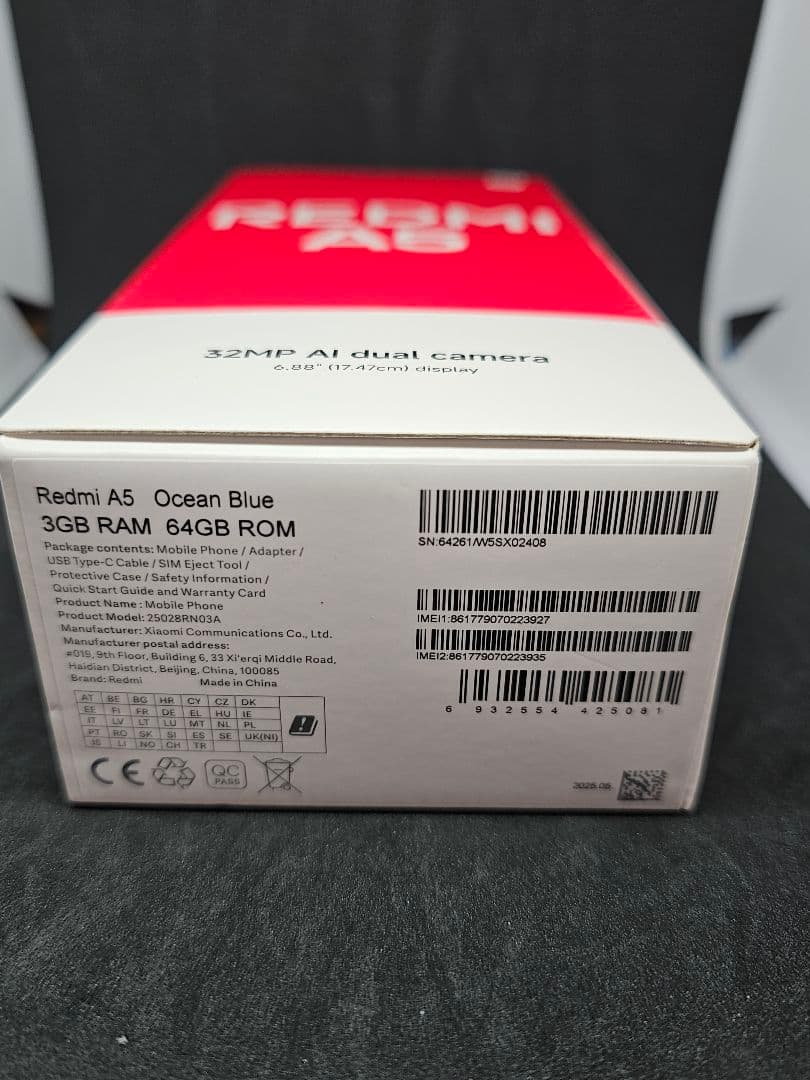 REDMI
A5
32MP AI dual camera
6.88" (17.47cm) display
Redmi A5 Ocean Blue
3GB RAM 64GB ROM
Package contents: Mobile Phone / Adapter /
USB Type-C Cable / SIM Eject Tool /
Protective Case / Safety Information /
Quick Start Guide and Warranty Card
Product Name: Mobile Phone
Product Model: 25028RN03A
Manufacturer: Xiaomi Communications Co., Ltd.
Manufacturer postal address:
#019, 9th Floor, Building 6, 33 Xi'erqi Middle Road,
Haidian District, Beijing, China, 100085
Brand: Redmi Made in China
AT BE BG HR CY CZ DK
EE FI FR DE EL HU IE
IT LV LT LU MT NL PL
PT RO SK SI ES SE UK(NI)
IS LI NO CH TR
CE
QC
PASS
SN:64261/W5SX02408
IMEI1:861779070223927
IMEI2:861779070223935
6 932554 425081
2025.05